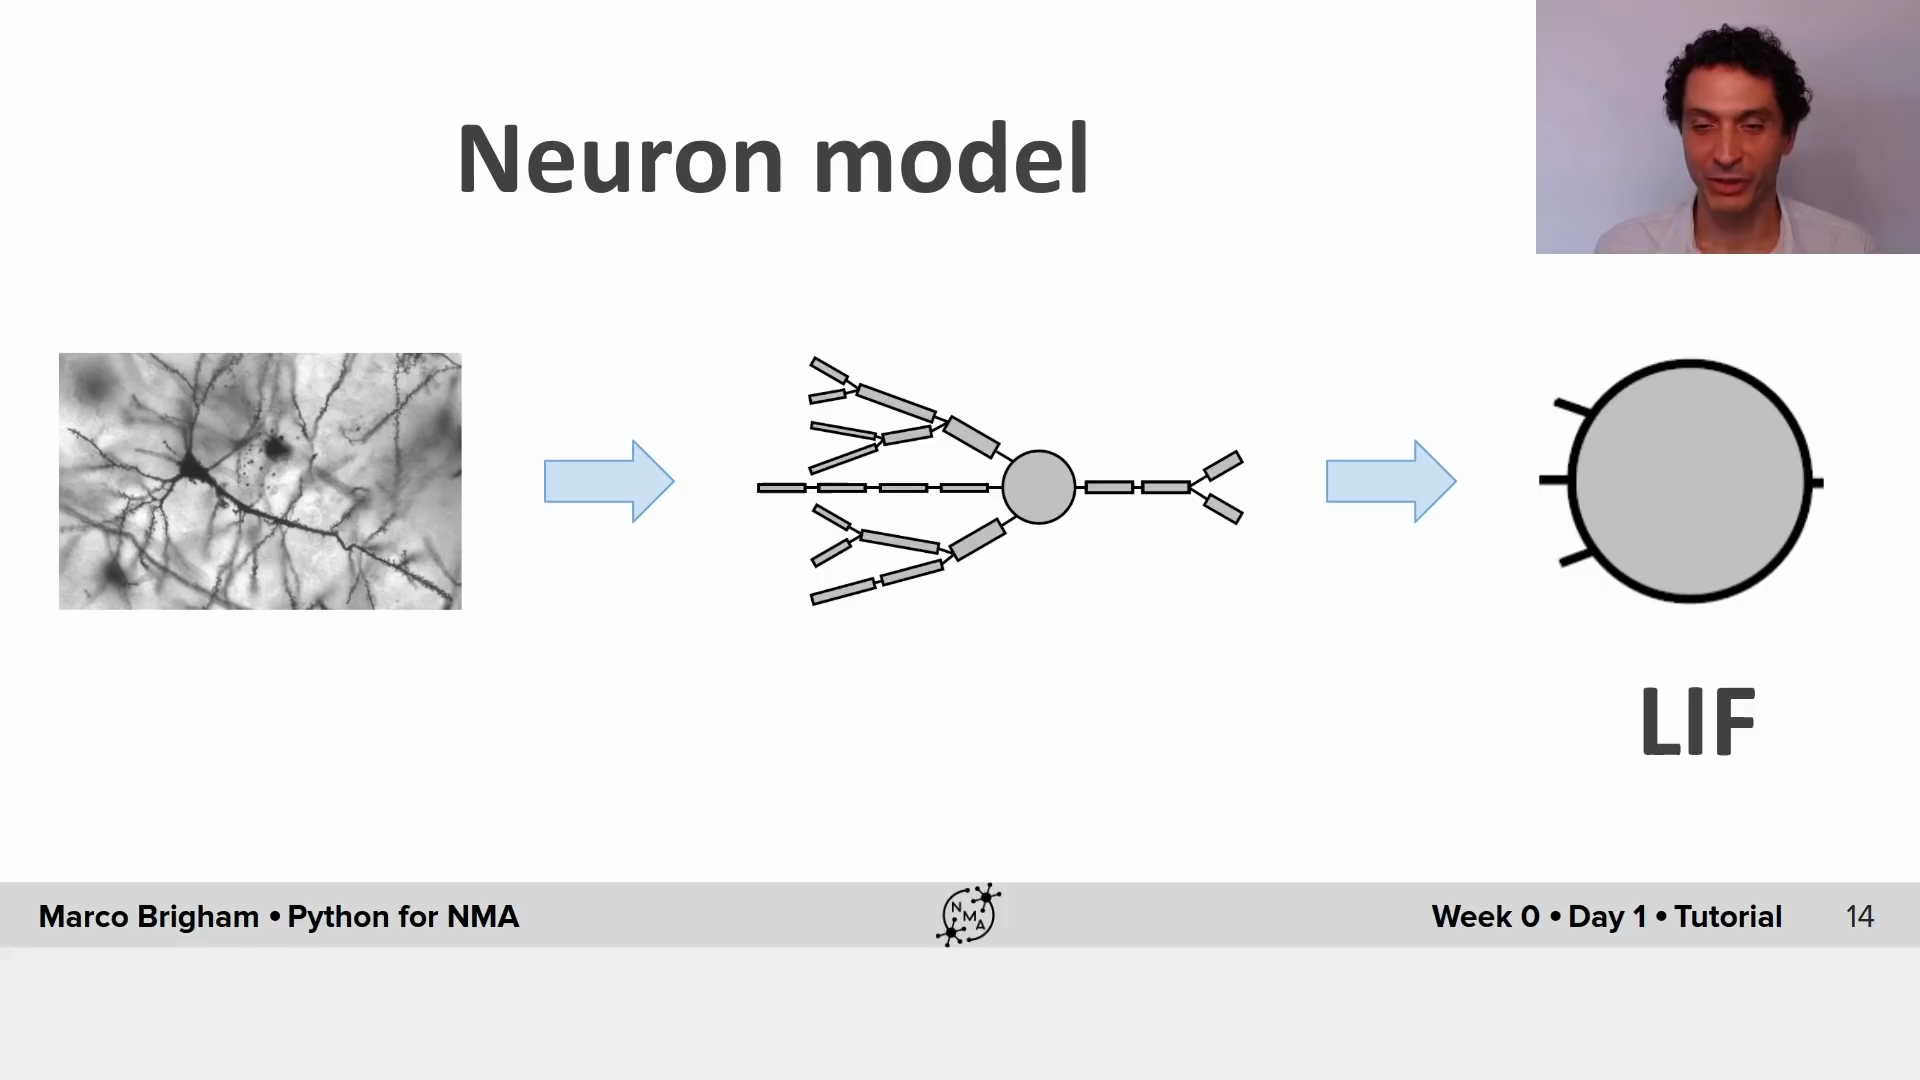 Neuron model
LIF
Marco Brigham • Python for NMA
N
M
A
Week 0 • Day 1 • Tutorial 14